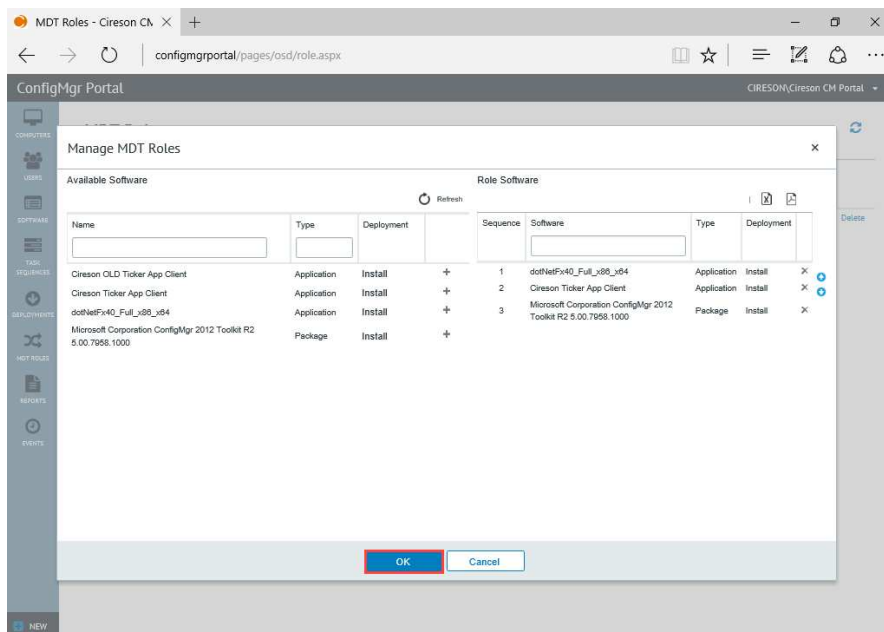 MDT Roles - Cireson CM
configmgrportal/pages/osd/role.aspx
ConfigMgr Portal
CIRESON\Cireson CM Portal
COMPUTERS
USERS
SOFTWARE
TASK
SEQUENCES
DEPLOYMENTS
MDT ROLES
REPORTS
EVENTS
NEW
Delete
Manage MDT Roles
Available Software
Refresh
Name Type Deployment
Cireson OLD Ticker App Client Application Install
Cireson Ticker App Client Application Install
dotNetFx40_Full_x86_x64 Application Install
Microsoft Corporation ConfigMgr 2012 Toolkit R2
5.00.7958.1000 Package Install
Role Software
Sequence Software Type Deployment
1 dotNetFx40_Full_x86_x64 Application Install
2 Cireson Ticker App Client Application Install
3 Microsoft Corporation ConfigMgr 2012
Toolkit R2 5.00.7958.1000 Package Install
OK Cancel